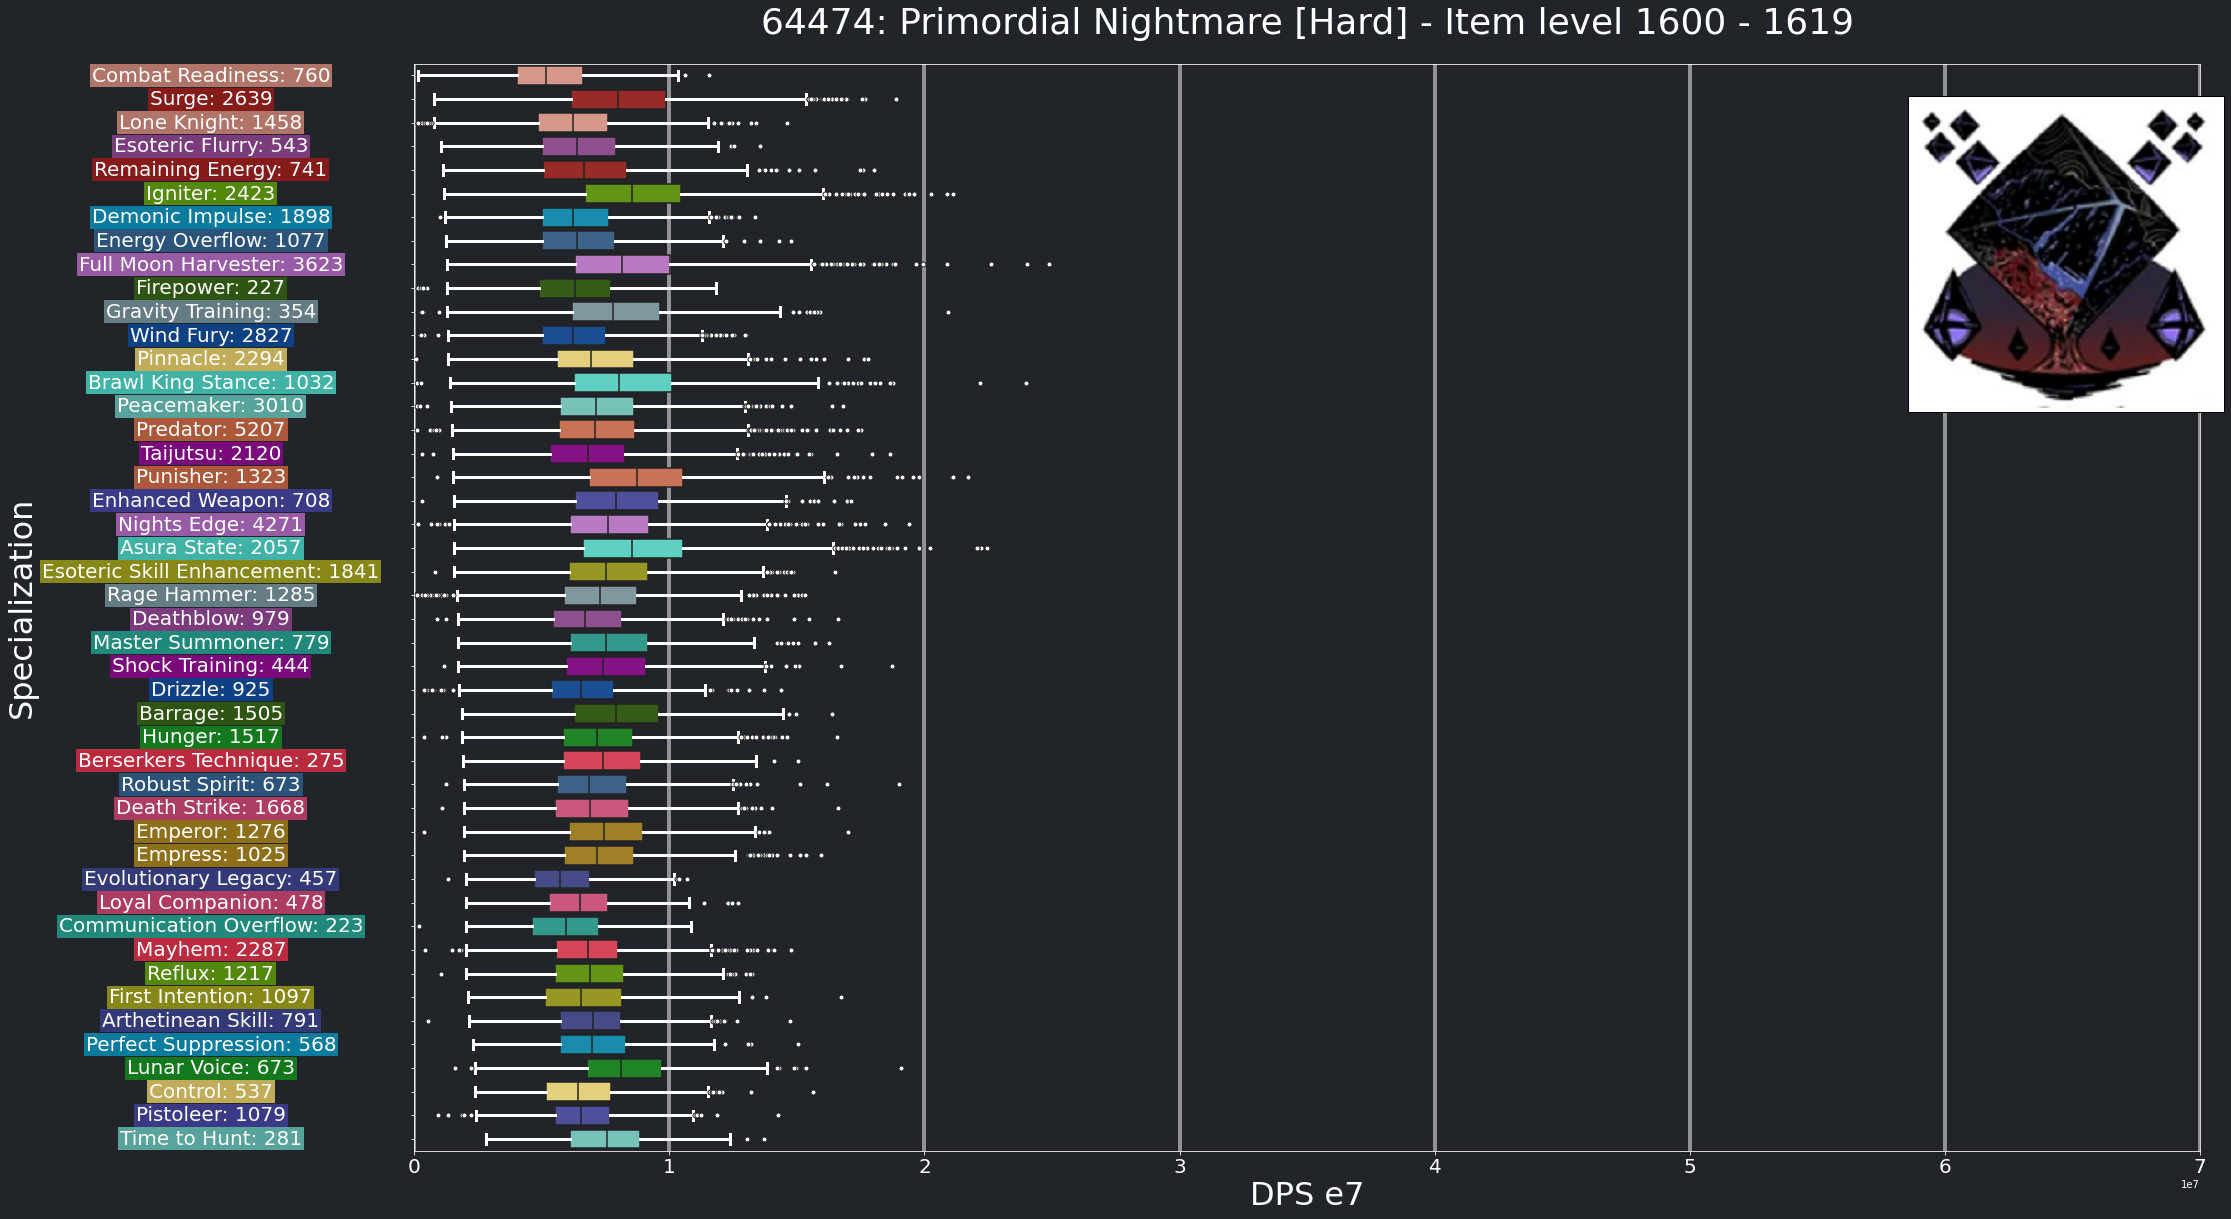 64474: Primordial Nightmare [Hard] - Item level 1600 - 1619
Combat Readiness: 760
Surge: 2639
Lone Knight: 1458
Esoteric Flurry: 543
Remaining Energy: 741
Igniter: 2423
Demonic Impulse: 1898
Energy Overflow: 1077
Full Moon Harvester: 3623
Firepower: 227
Gravity Training: 354
Wind Fury: 2827
Pinnacle: 2294
Brawl King Stance: 1032
Peacemaker: 3010
Predator: 5207
Taijutsu: 2120
Punisher: 1323
Enhanced Weapon: 708
Nights Edge: 4271
Asura State: 2057
Esoteric Skill Enhancement: 1841
Rage Hammer: 1285
Deathblow: 979
Master Summoner: 779
Shock Training: 444
Drizzle: 925
Barrage: 1505
Hunger: 1517
Berserkers Technique: 275
Robust Spirit: 673
Death Strike: 1668
Emperor: 1276
Empress: 1025
Evolutionary Legacy: 457
Loyal Companion: 478
Communication Overflow: 223
Mayhem: 2287
Reflux: 1217
First Intention: 1097
Arthetinean Skill: 791
Perfect Suppression: 568
Lunar Voice: 673
Control: 537
Pistoleer: 1079
Time to Hunt: 281
Specialization
0 1 2 3 4 5 6 7
1e7
DPS e7